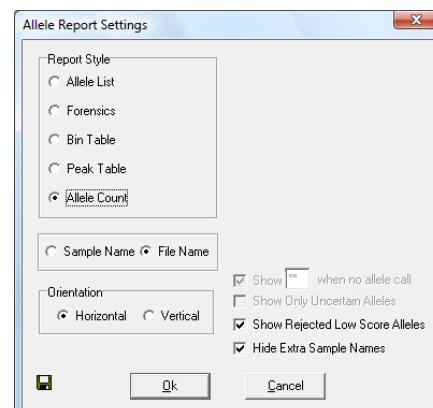 Allele Report Settings
Report Style
Allele List
Forensics
Bin Table
Peak Table
Allele Count
Sample Name File Name
Orientation
Horizontal Vertical
Show ** when no allele call
Show Only Uncertain Alleles
Show Rejected Low Score Alleles
Hide Extra Sample Names
Ok Cancel